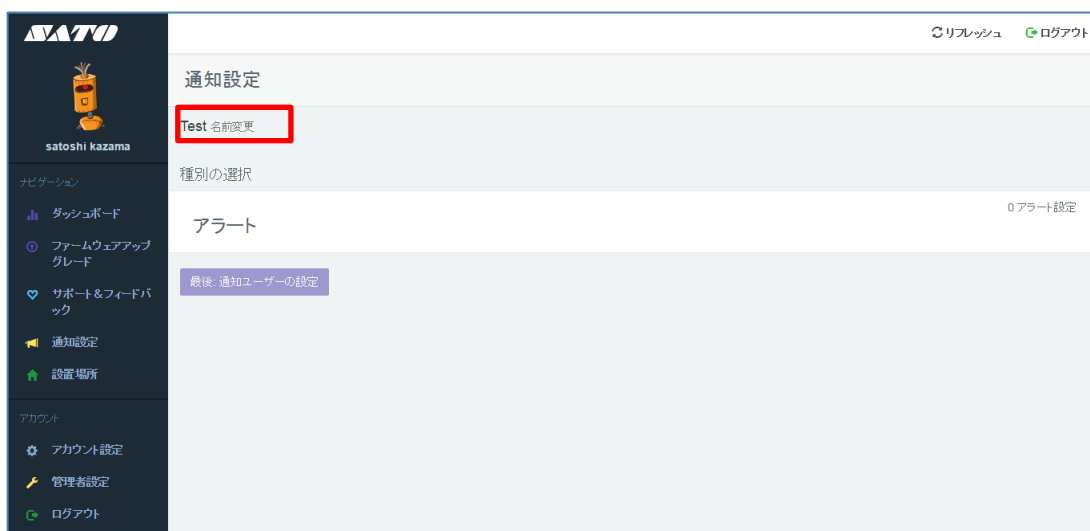 SATO
リフレッシュ ログアウト
satoshi kazama
ナビゲーション
ダッシュボード
ファームウェアアップ
グレード
サポート&フィードバ
ック
通知設定
設置場所
アカウント
アカウント設定
管理者設定
ログアウト
通知設定
Test 名前変更
種別の選択
アラート
0 アラート設定
最後: 通知ユーザーの設定